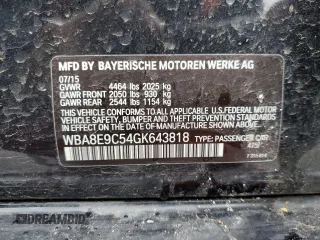 MFD BY BAYERISCHE MOTOREN WERKE AG
07/15
GVWR 4464 lbs 2025 kg
GAWR FRONT 2050 lbs 930 kg
GAWR REAR 2544 lbs 1154 kg
THIS VEHICLE CONFORMS TO ALL APPLICABLE U.S. FEDERAL MOTOR
VEHICLE SAFETY, BUMPER AND THEFT PREVENTION STANDARDS IN
EFFECT ON THE DATE OF MANUFACTURE SHOWN ABOVE.
WBA8E9C54GK643818 TYPE: PASSENGER CAR
DREAMBID